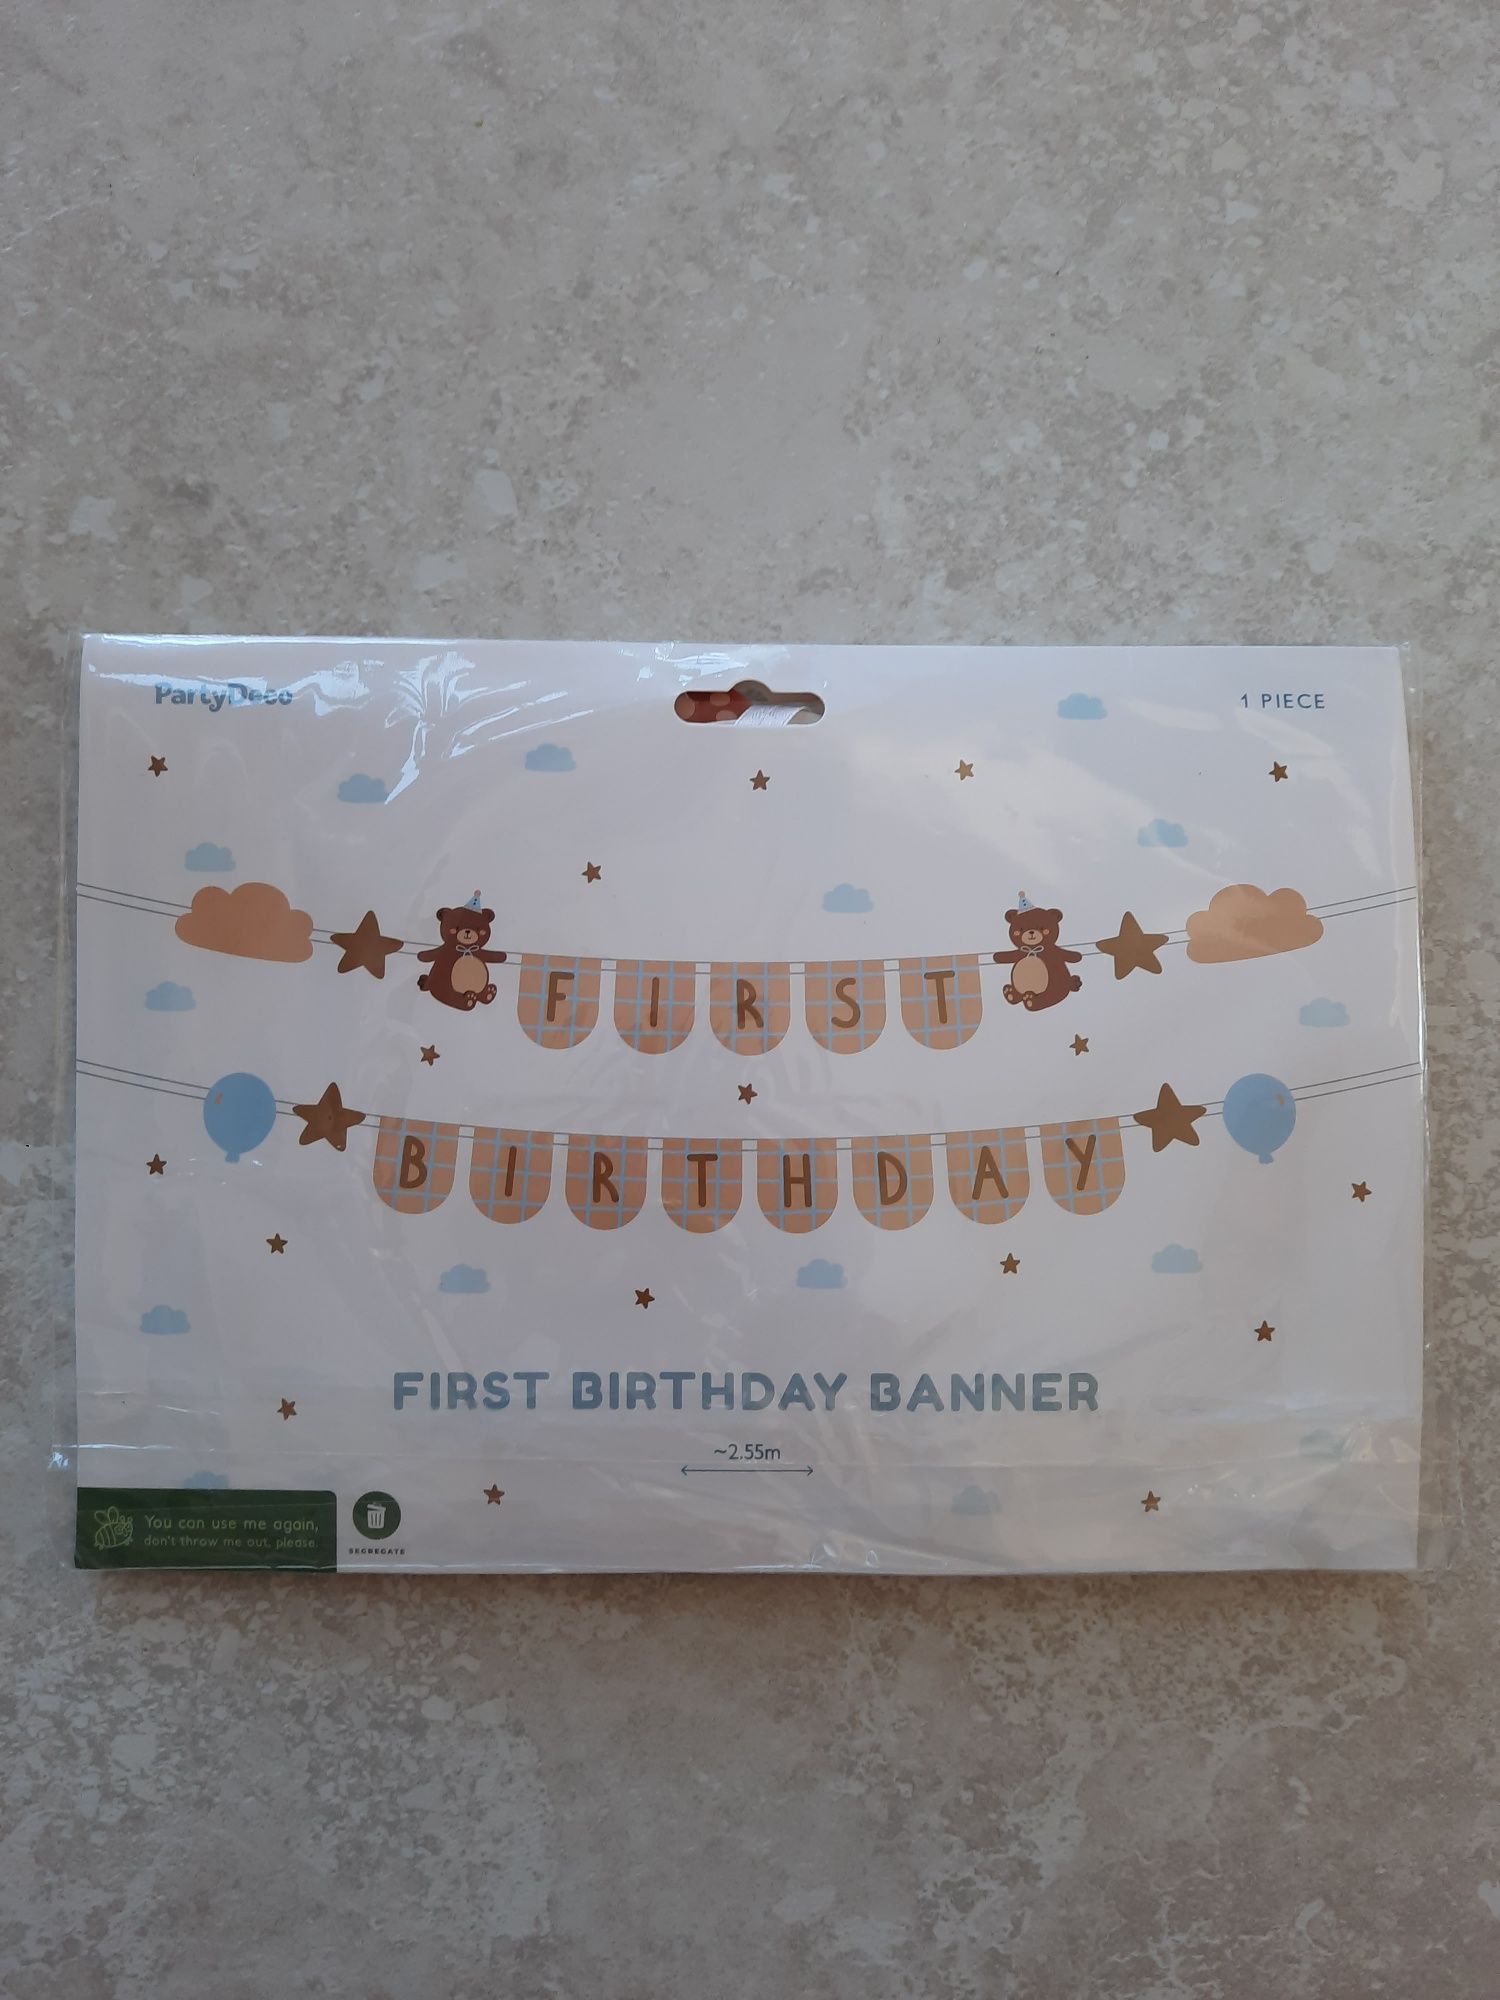 PartyDeco
1 PIECE
FIRST
BIRTHDAY
FIRST BIRTHDAY BANNER
~2.55m
You can use me again,
don't throw me out, please.
SEGREGATE